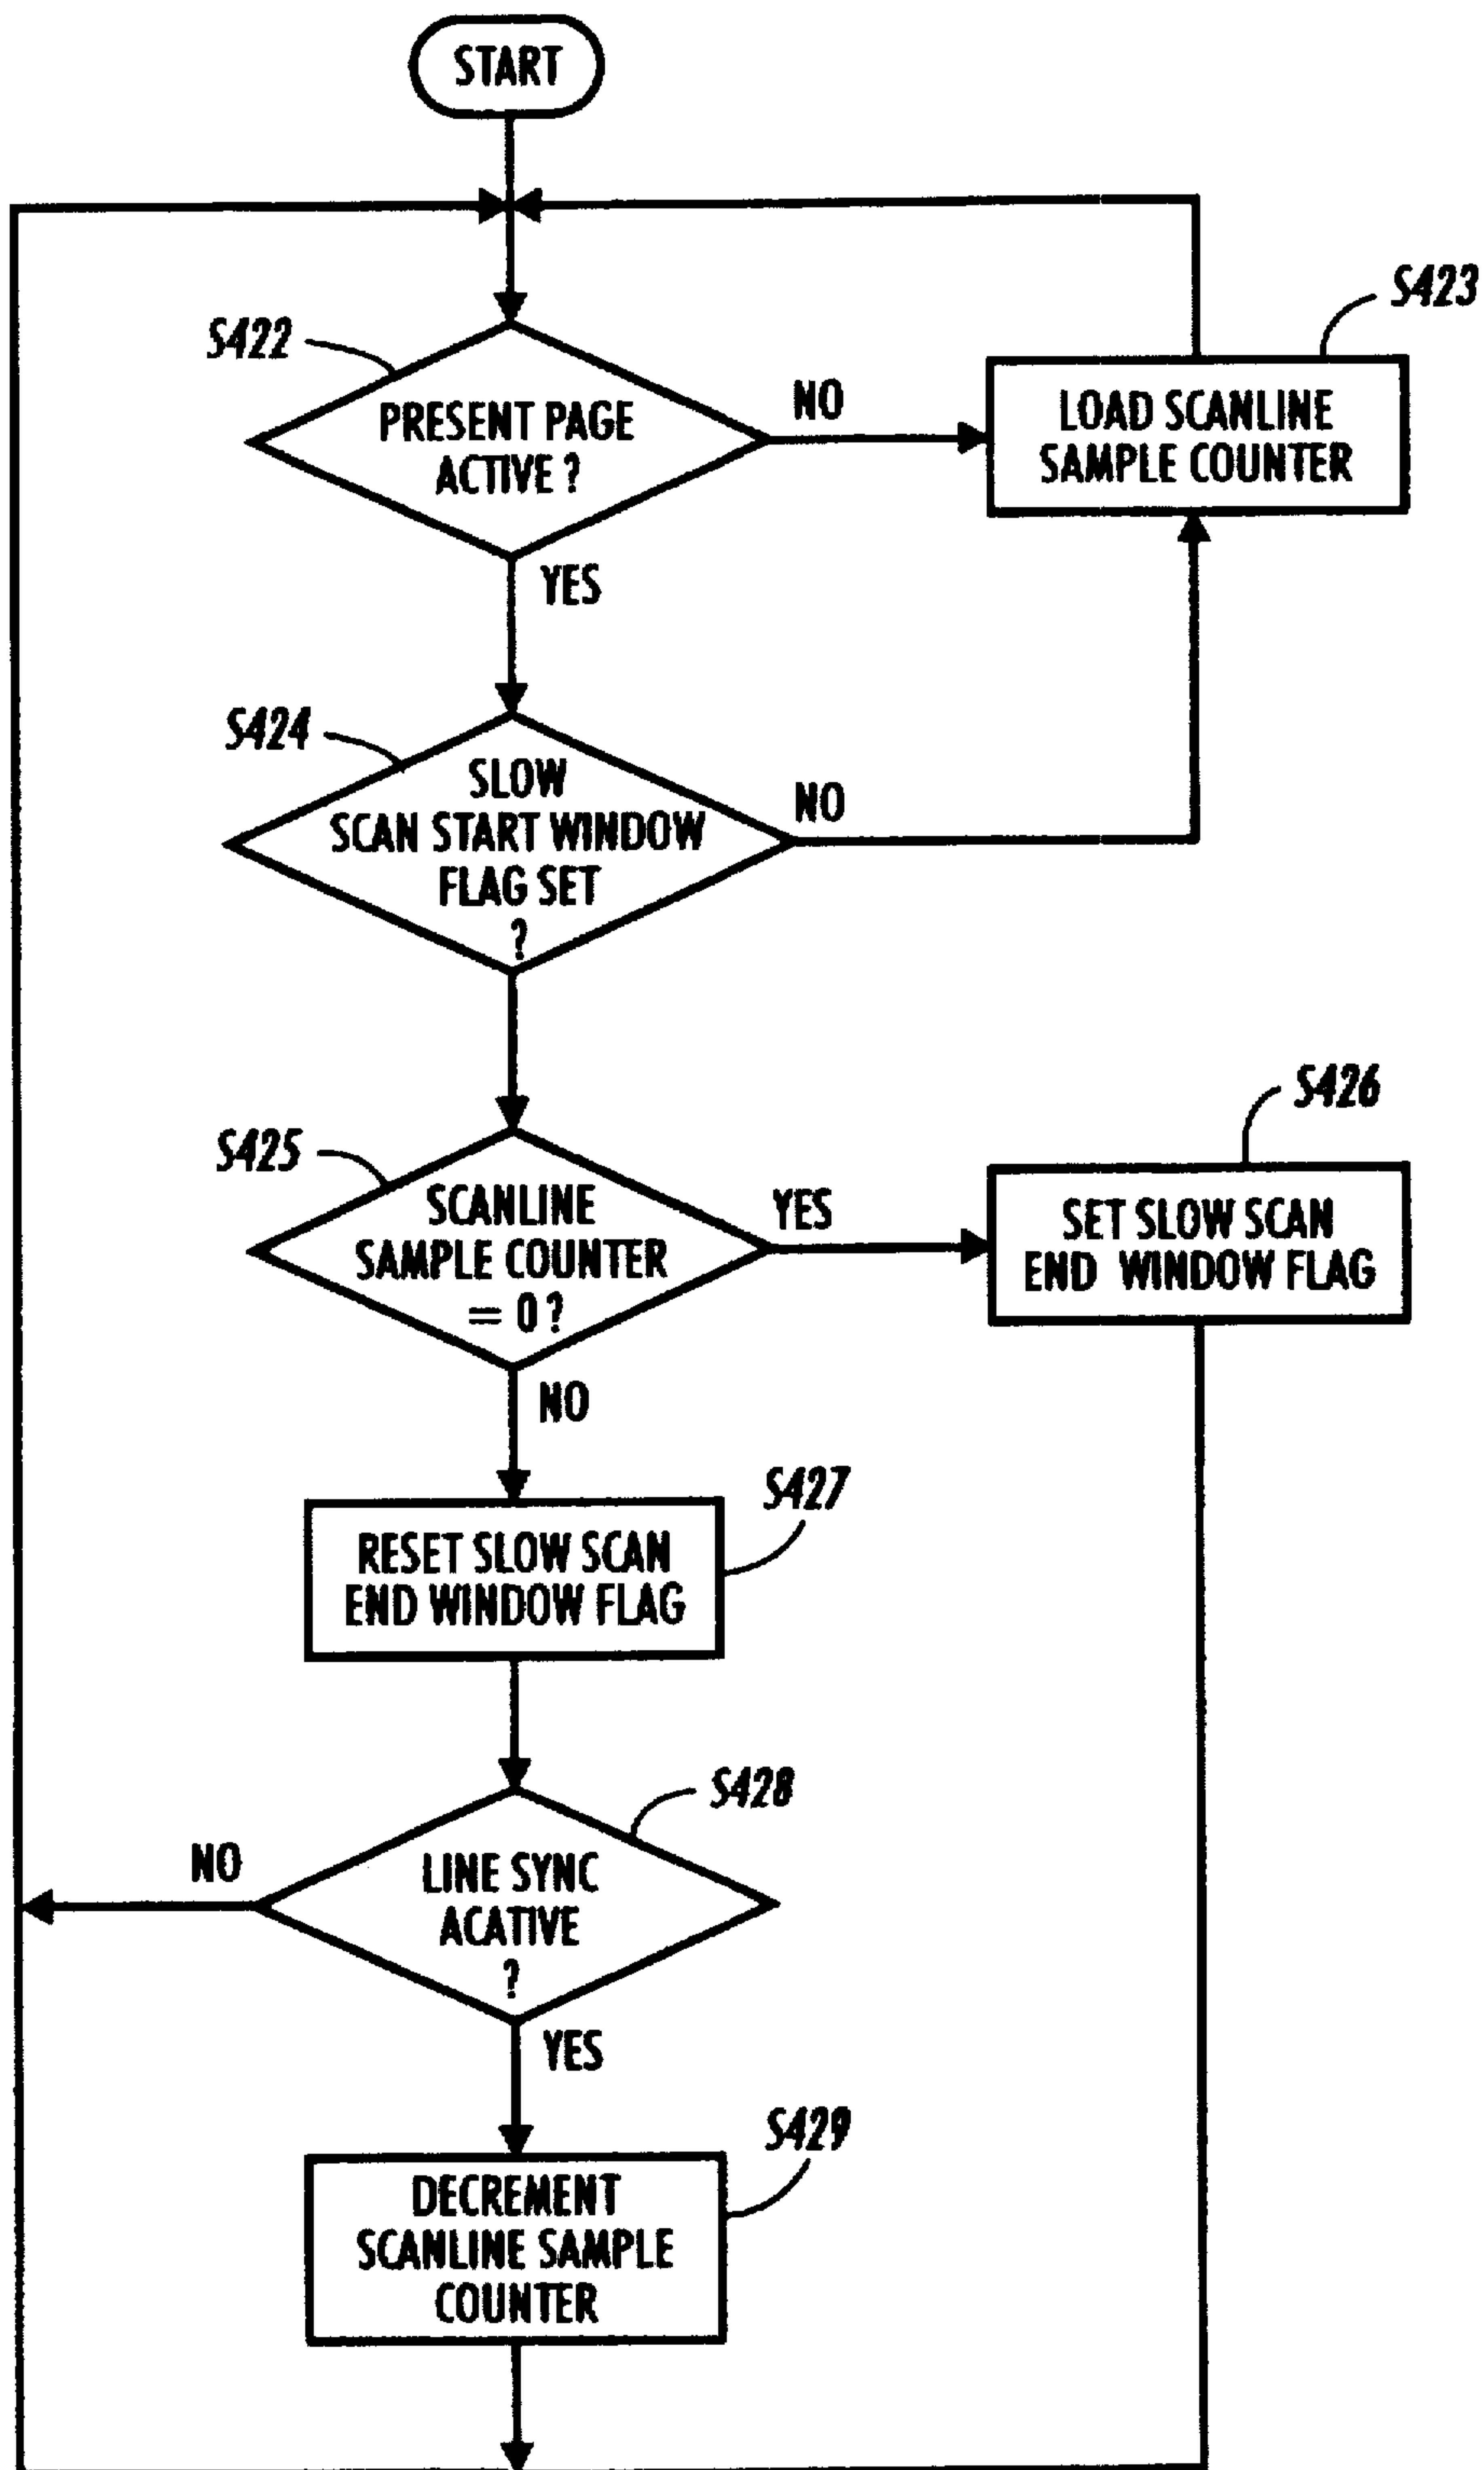 START
S423
S422
PRESENT PAGE
ACTIVE ?
NO
LOAD SCANLINE
SAMPLE COUNTER
YES
S424
SLOW
SCAN START WINDOW
FLAG SET
?
NO
S426
S425
SCANLINE
SAMPLE COUNTER
= 0 ?
YES
SET SLOW SCAN
END WINDOW FLAG
NO
S427
RESET SLOW SCAN
END WINDOW FLAG
S428
NO
LINE SYNC
ACATIVE
?
YES
S429
DECREMENT
SCANLINE SAMPLE
COUNTER